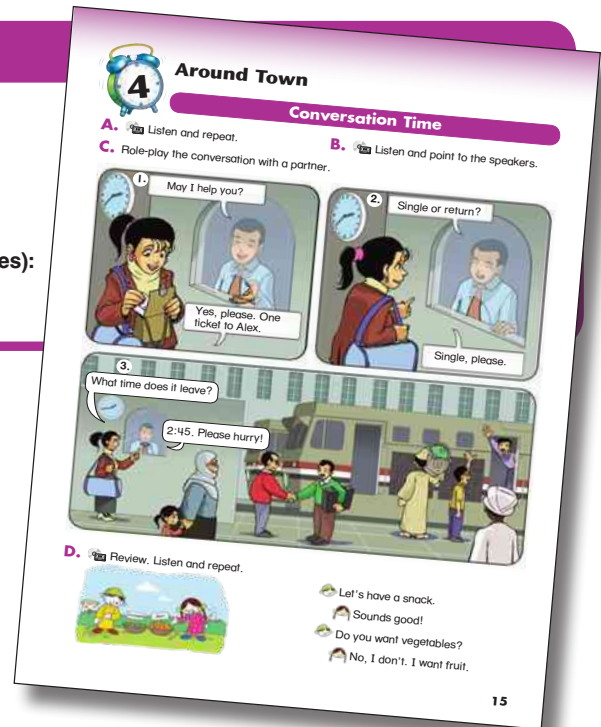 es):
4
Around Town
Conversation Time
A. Listen and repeat.
B. Listen and point to the speakers.
C. Role-play the conversation with a partner.
1.
May I help you?
Yes, please. One
ticket to Alex.
2.
Single or return?
Single, please.
3.
What time does it leave?
2:45. Please hurry!
D. Review. Listen and repeat.
Let's have a snack.
Sounds good!
Do you want vegetables?
No, I don't. I want fruit.
15